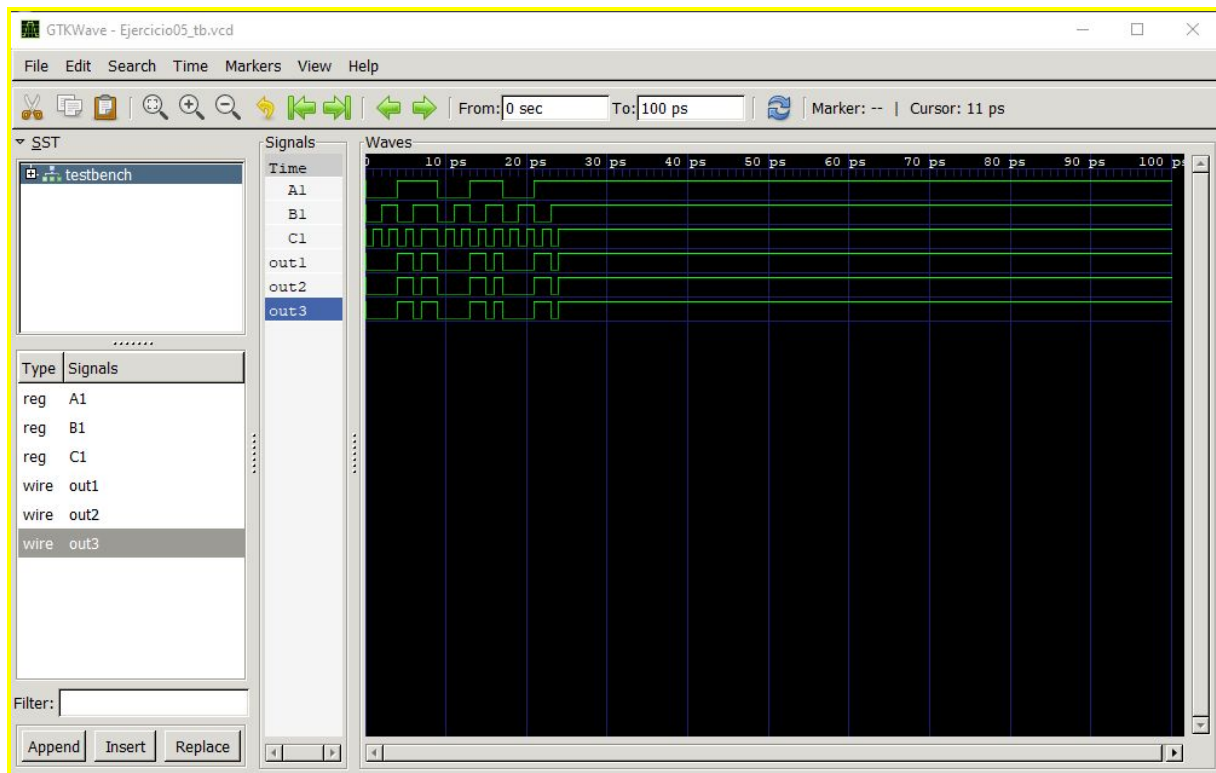 GTKWave - Ejercicio05_tb.vcd
File Edit Search Time Markers View Help
From: 0 sec To: 100 ps Marker: -- | Cursor: 11 ps
SST
testbench
Type Signals
reg A1
reg B1
reg C1
wire out1
wire out2
wire out3
Filter:
Append Insert Replace
Signals
Time
A1
B1
C1
out1
out2
out3
Waves
10 ps 20 ps 30 ps 40 ps 50 ps 60 ps 70 ps 80 ps 90 ps 100 ps